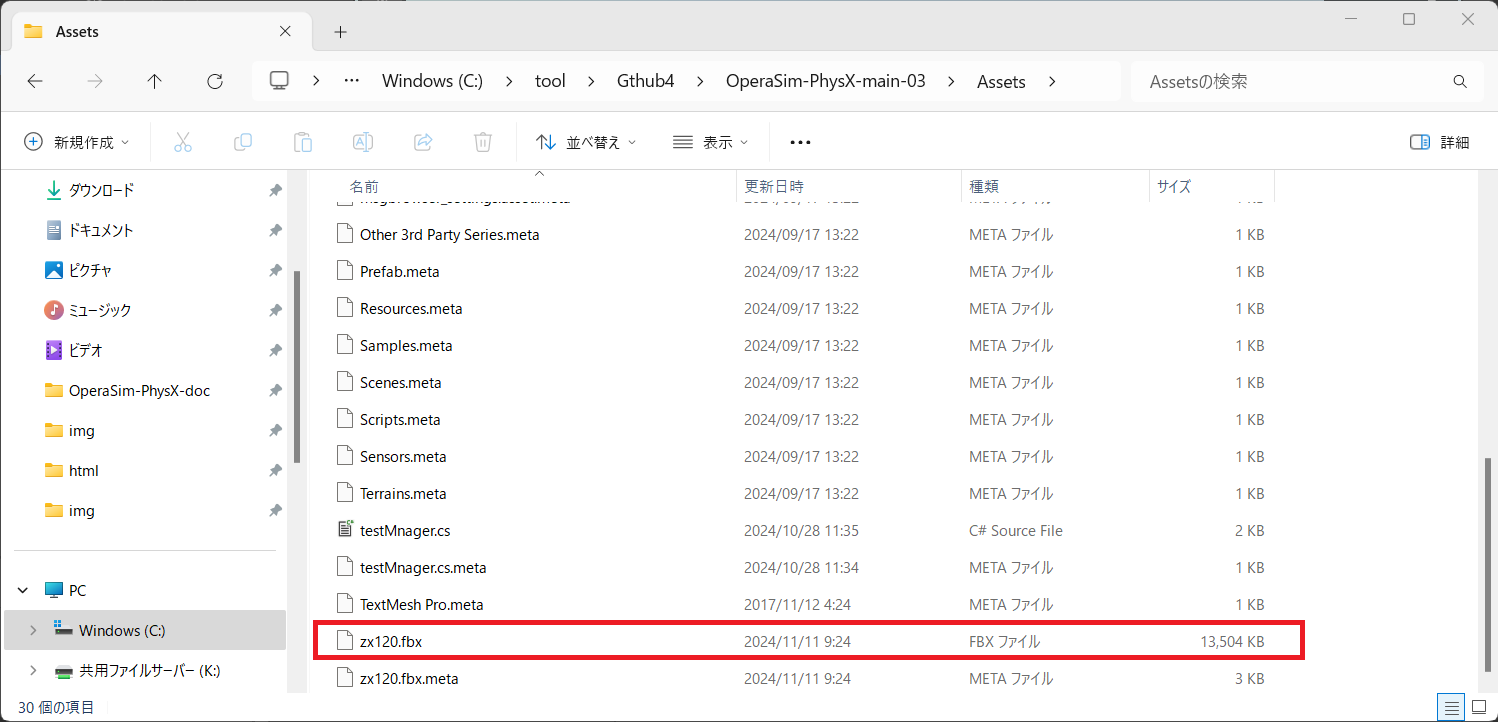 Assets
Windows (C:) tool Gthub4 OperaSim-PhysX-main-03 Assets Assetsの検索
新規作成 並べ替え 表示 詳細
ダウンロード
ドキュメント
ピクチャ
ミュージック
ビデオ
OperaSim-PhysX-doc
img
html
img
PC
Windows (C:)
共用ファイルサーバー (K:)
名前 更新日時 種類 サイズ
Other 3rd Party Series.meta 2024/09/17 13:22 META ファイル 1 KB
Prefab.meta 2024/09/17 13:22 META ファイル 1 KB
Resources.meta 2024/09/17 13:22 META ファイル 1 KB
Samples.meta 2024/09/17 13:22 META ファイル 1 KB
Scenes.meta 2024/09/17 13:22 META ファイル 1 KB
Scripts.meta 2024/09/17 13:22 META ファイル 1 KB
Sensors.meta 2024/09/17 13:22 META ファイル 1 KB
Terrains.meta 2024/09/17 13:22 META ファイル 1 KB
testMnager.cs 2024/10/28 11:35 C# Source File 2 KB
testMnager.cs.meta 2024/10/28 11:34 META ファイル 1 KB
TextMesh Pro.meta 2017/11/12 4:24 META ファイル 1 KB
zx120.fbx 2024/11/11 9:24 FBX ファイル 13,504 KB
zx120.fbx.meta 2024/11/11 9:24 META ファイル 3 KB
30 個の項目